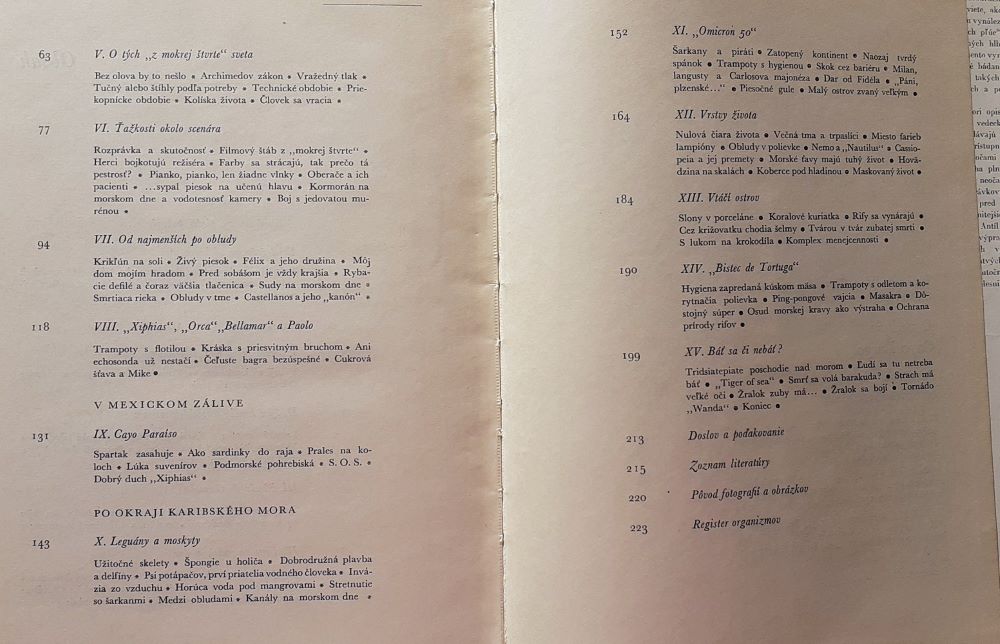 63
V. O tých „z mokrej štvrte“ sveta
Bez olova by to nešlo • Archimedov zákon • Vražedný tlak •
Tučný alebo štíhly podľa potreby • Technické obdobie • Prie-
kopnícke obdobie • Kolíska života • Človek sa vracia •
77
VI. Ťažkosti okolo scenára
Rozprávka a skutočnosť • Filmový štáb z „mokrej štvrte“ •
Herci bojkotujú režiséra • Farby sa strácajú, tak prečo tá
pestrosť? • Pianko, pianko, len žiadne vlnky • Oberače a ich
pacienti • ...sypal piesok na učenú hlavu • Kormorán na
morskom dne a vodotesnosť kamery • Boj s jedovatou mu-
rénou •
94
VII. Od najmenších po obludy
Krikľún na soli • Živý piesok • Félix a jeho družina • Môj
dom mojím hradom • Pred sobášom je vždy krajšia • Ryba-
cie defilé a čoraz väčšia tlačenica • Sudy na morskom dne •
Smrtiaca rieka • Obludy v tme • Castellanos a jeho „kanón“ •
118
VIII. „Xiphias“, „Orca“ „Bellamar“ a Paolo
Trampoty s flotilou • Kráska s priesvitným bruchom • Ani
echosonda už nestačí • Čeľuste bagra bezúspešné • Cukrová
šťava a Mike •
V MEXICKOM ZÁLIVE
131
IX. Cayo Paraíso
Spartak zasahuje • Ako sardinky do raja • Prales na ko-
loch • Lúka suvenírov • Podmorské pohrebiská • S. O. S. •
Dobrý duch „Xiphias“ •
PO OKRAJI KARIBSKÉHO MORA
143
X. Leguány a moskyty
Užitočné skelety • Špongie u holiča • Dobrodružná plavba
a delfíny • Psi potápačov, prví priatelia vodného človeka • Invá-
zia zo vzduchu • Horúca voda pod mangrovami • Stretnutie
so šarkanmi • Medzi obludami • Kanály na morskom dne •
152
XI. „Omicron 50“
Šarkany a piráti • Zatopený kontinent • Naozaj tvrdý
spánok • Trampoty s hygienou • Skok cez bariéru • Milan,
langusty a Carlosova majonéza • Dar od Fidéla • „Páni,
plzenské...“ • Piesočné gule • Malý ostrov zvaný veľkým •
164
XII. Vrstvy života
Nulová čiara života • Večná tma a trpaslíci • Miesto farieb
lampióny • Obludy v polievke • Nemo a „Nautilus“ • Cassio-
peia a jej premety • Morské ľavy majú tuhý život • Hová-
dzina na skalách • Koberce pod hladinou • Maskovaný život •
184
XIII. Vtáčí ostrov
Slony v porceláne • Koralové kuriatka • Rify sa vynárajú •
Cez križovatku chodia šelmy • Tvárou v tvár zubatej smrti •
S lukom na krokodíla • Komplex menejcennosti •
190
XIV. „Bistec de Tortuga“
Hygiena zapredaná kúskom mäsa • Trampoty s odletom a ko-
rytnačia polievka • Ping-pongové vajcia • Masakra • Dô-
stojný súper • Osud morskej kravy ako výstraha • Ochrana
prírody rifov •
199
XV. Báť sa či nebáť?
Tridsiatepiate poschodie nad morom • Ľudí sa tu netreba
báť • „Tiger of sea“ • Smrť sa volá barakuda? • Strach má
veľké oči • Žralok zuby má... • Žralok sa bojí • Tornádo
„Wanda“ • Koniec •
213
Doslov a poďakovanie
215
Zoznam literatúry
220
Pôvod fotografií a obrázkov
223
Register organizmov